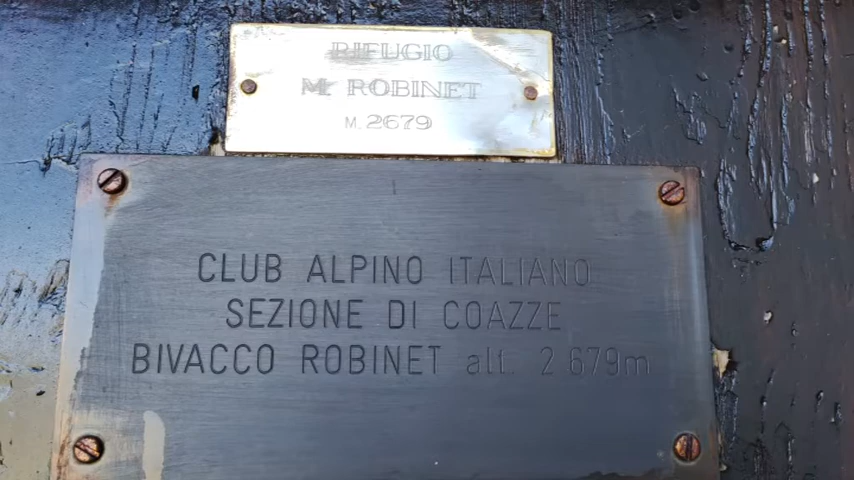 RIFUGIO
M. ROBINET
M. 2679
CLUB ALPINO ITALIANO
SEZIONE DI COAZZE
BIVACCO ROBINET alt. 2.679m